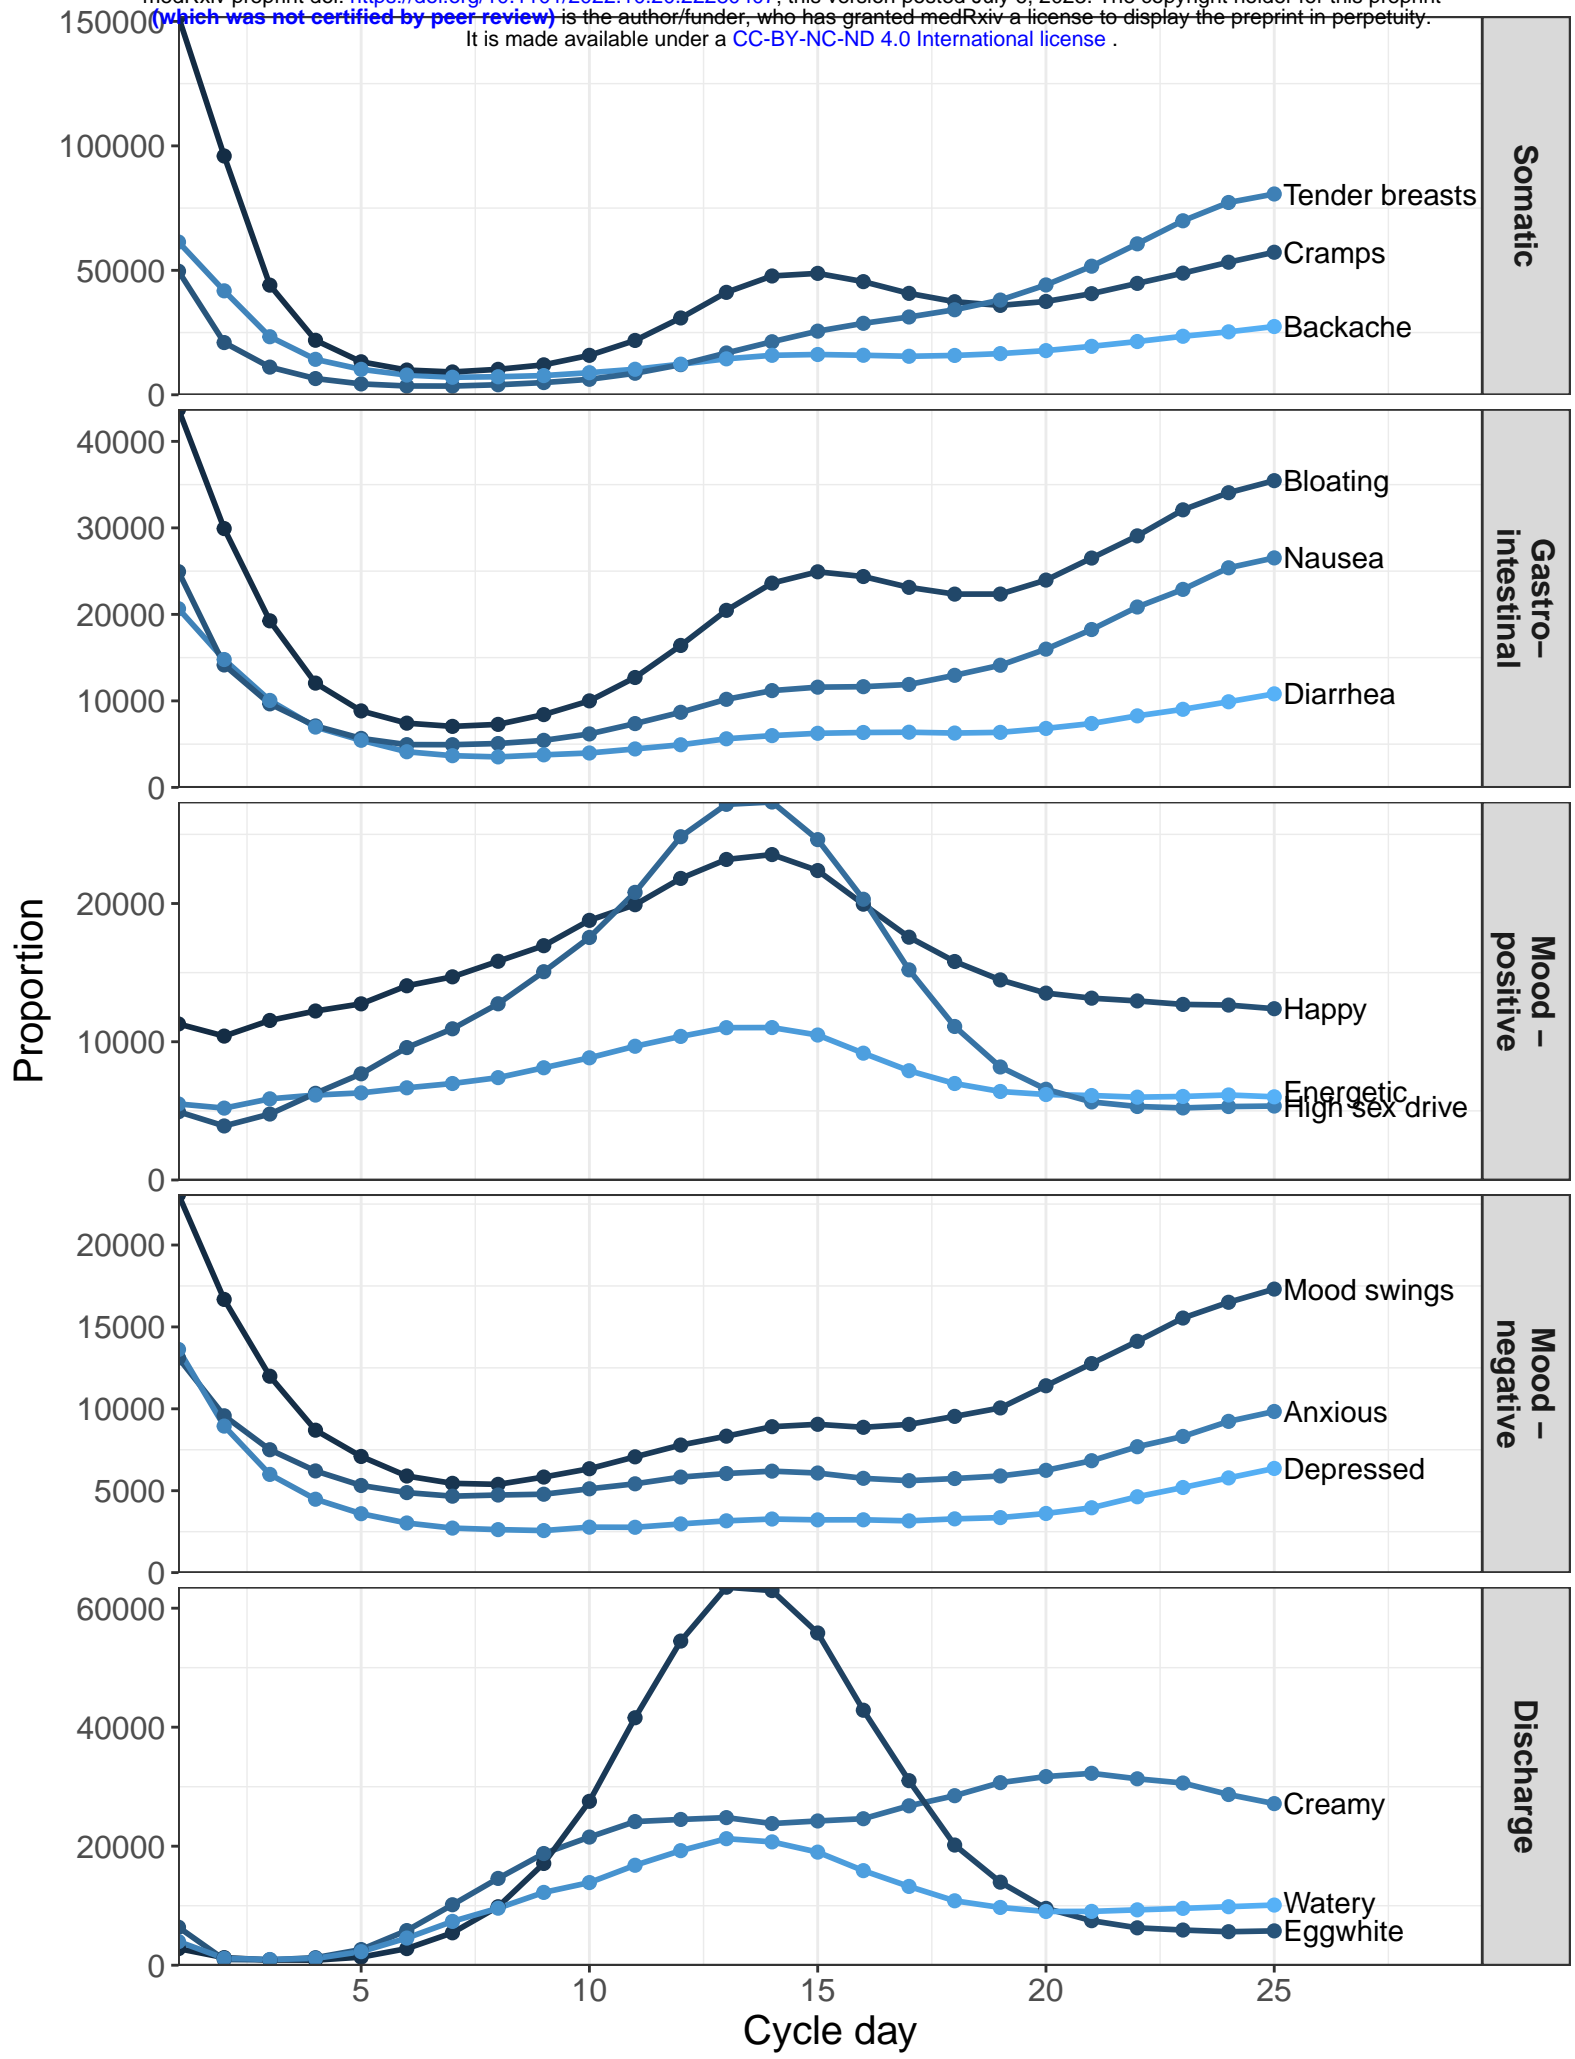 (which was not certified by peer review) is the author/funder, who has granted medRxiv a license to display the preprint in perpetuity.
It is made available under a CC-BY-NC-ND 4.0 International license .
Proportion
150000
100000
50000
0
Tender breasts
Cramps
Backache
Somatic
40000
30000
20000
10000
0
Bloating
Nausea
Diarrhea
Gastro–
intestinal
20000
10000
0
Happy
Energetic
High sex drive
Mood –
positive
20000
15000
10000
5000
0
Mood swings
Anxious
Depressed
Mood –
negative
60000
40000
20000
0
Creamy
Watery
Eggwhite
Discharge
5
10
15
20
25
Cycle day